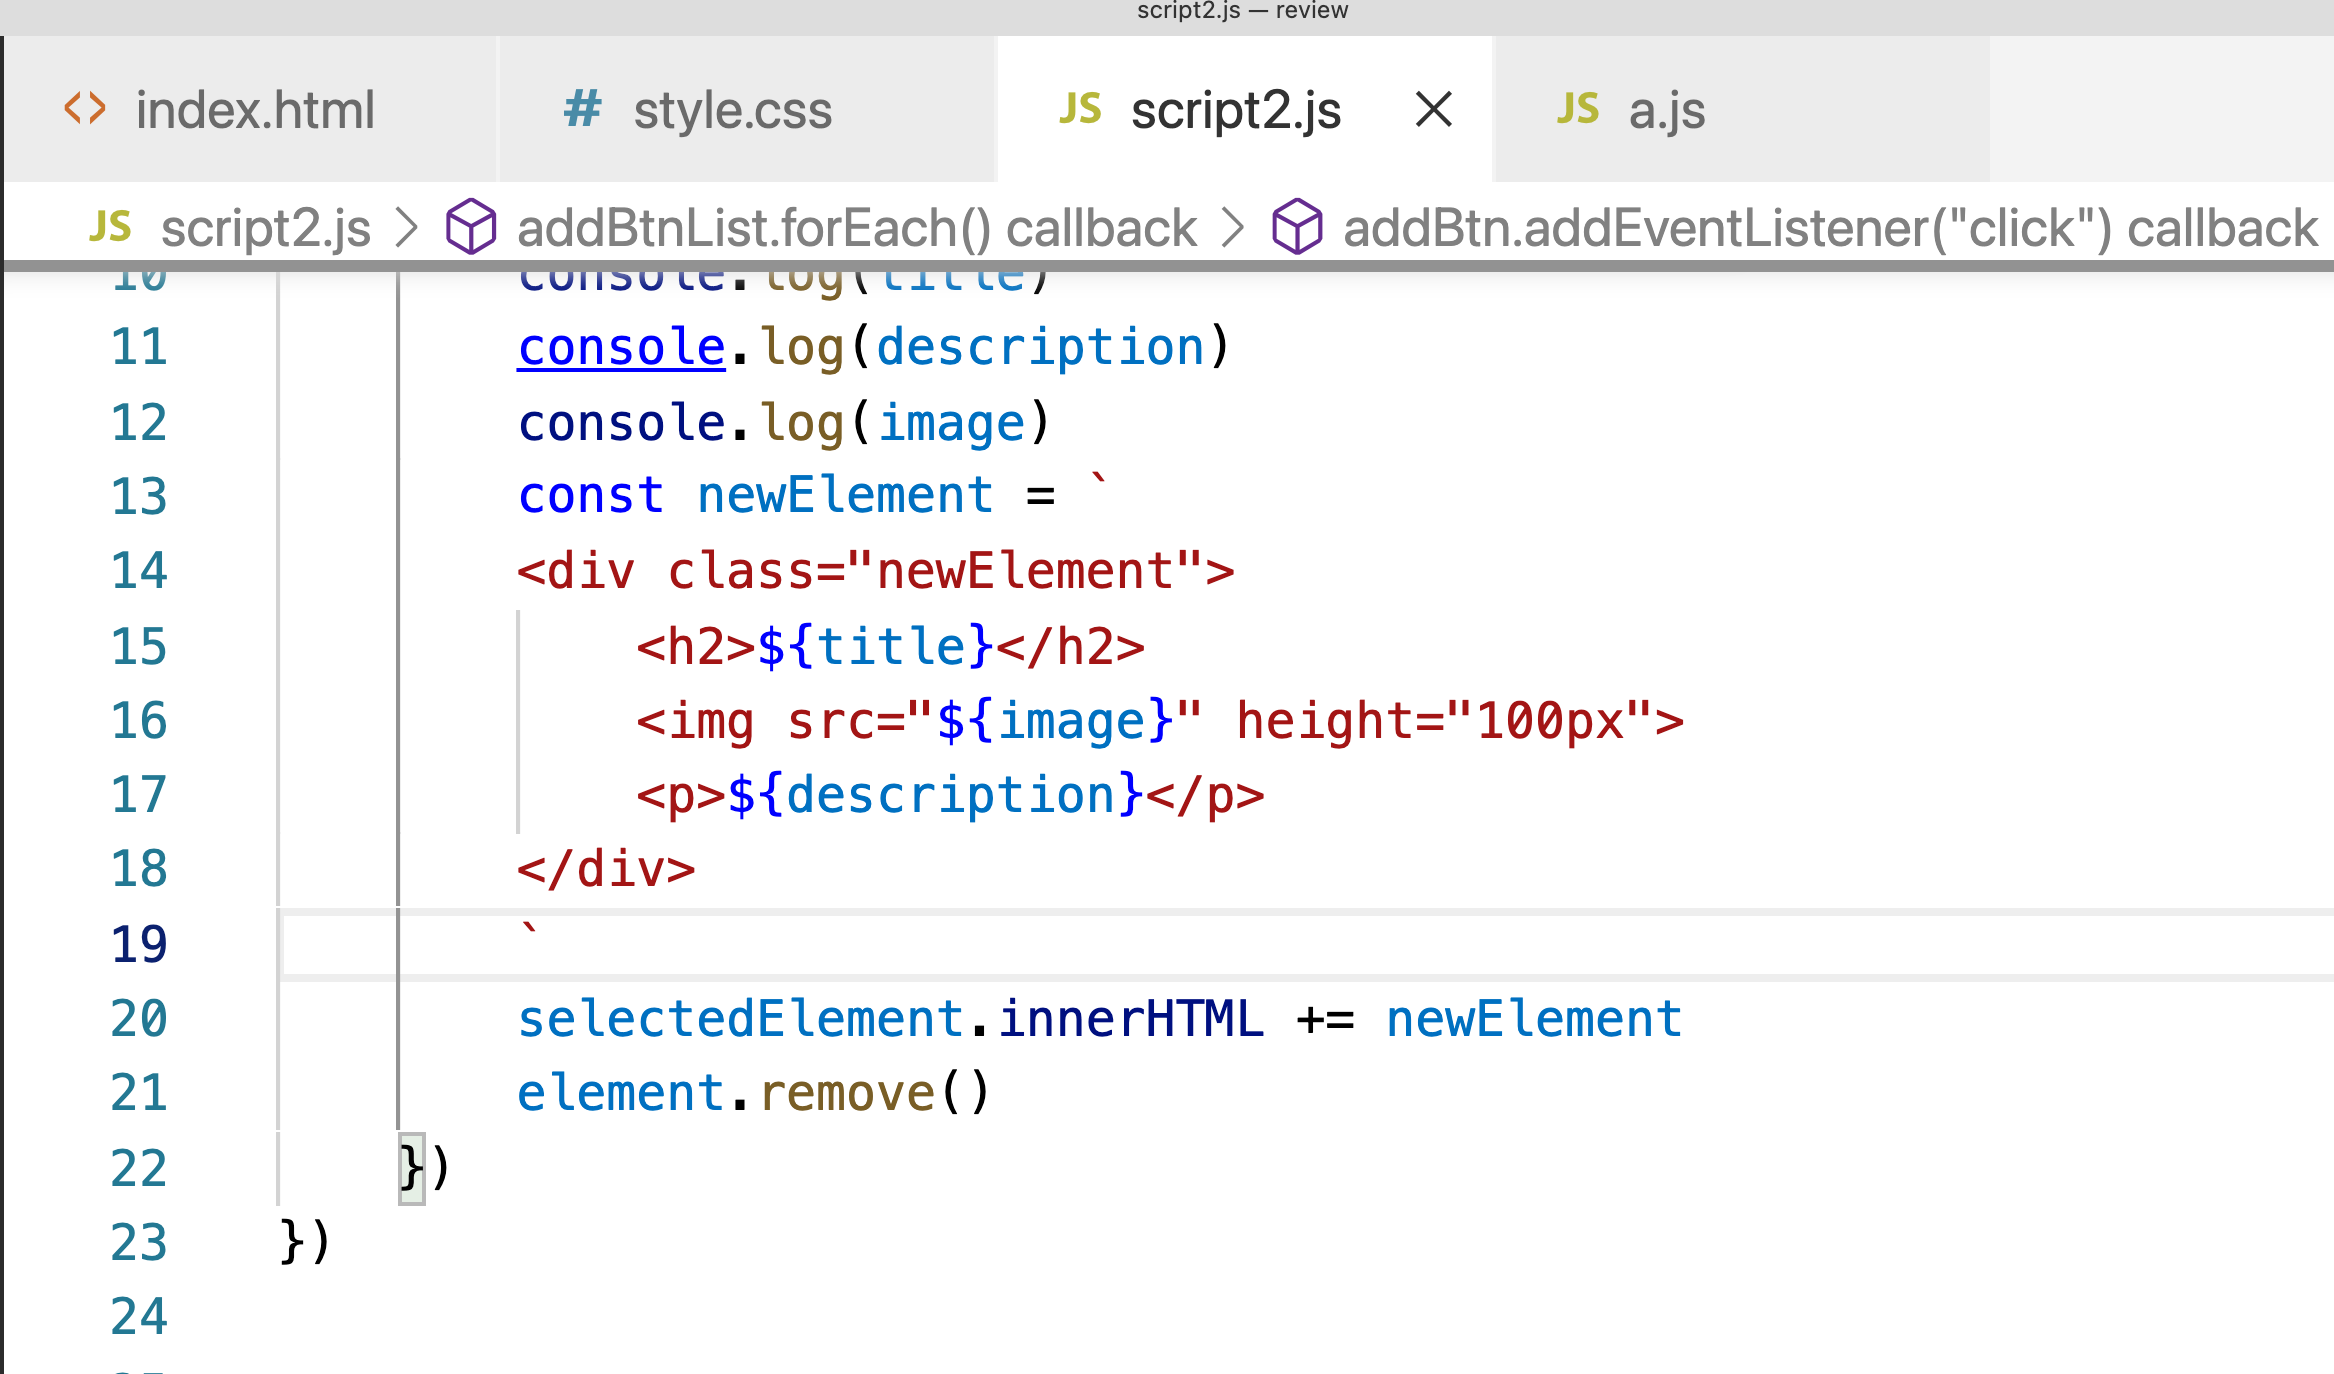 script2.js — review
<> index.html # style.css JS script2.js × JS a.js
JS script2.js > addBtnList.forEach() callback > addBtn.addEventListener("click") callback
10 console.log(title)
11 console.log(description)
12 console.log(image)
13 const newElement = `
14 <div class="newElement">
15 <h2>${title}</h2>
16 <img src="${image}" height="100px">
17 <p>${description}</p>
18 </div>
19 `
20 selectedElement.innerHTML += newElement
21 element.remove()
22 })
23 })
24